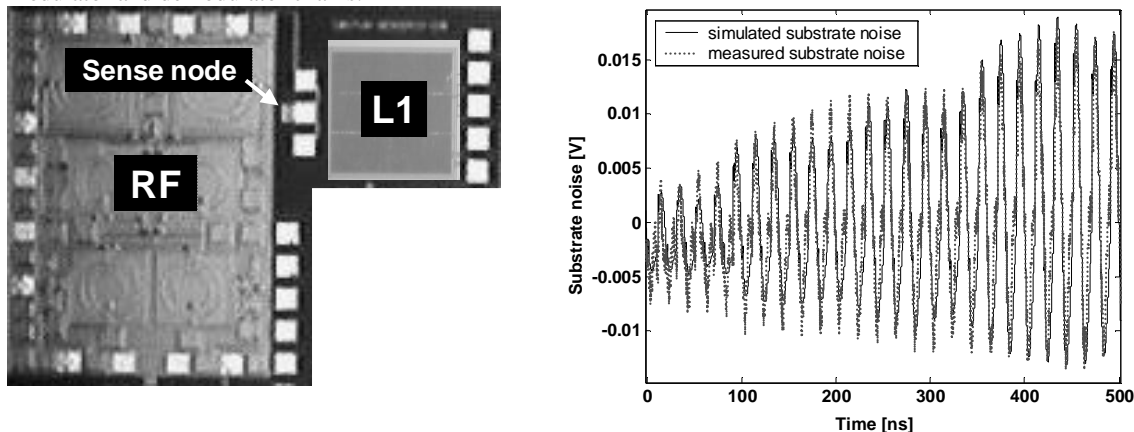 Sense node
L1
RF
simulated substrate noise
measured substrate noise
0.015
0.01
0.005
0
-0.005
-0.01
Substrate noise [V]
0
100
200
300
400
500
Time [ns]